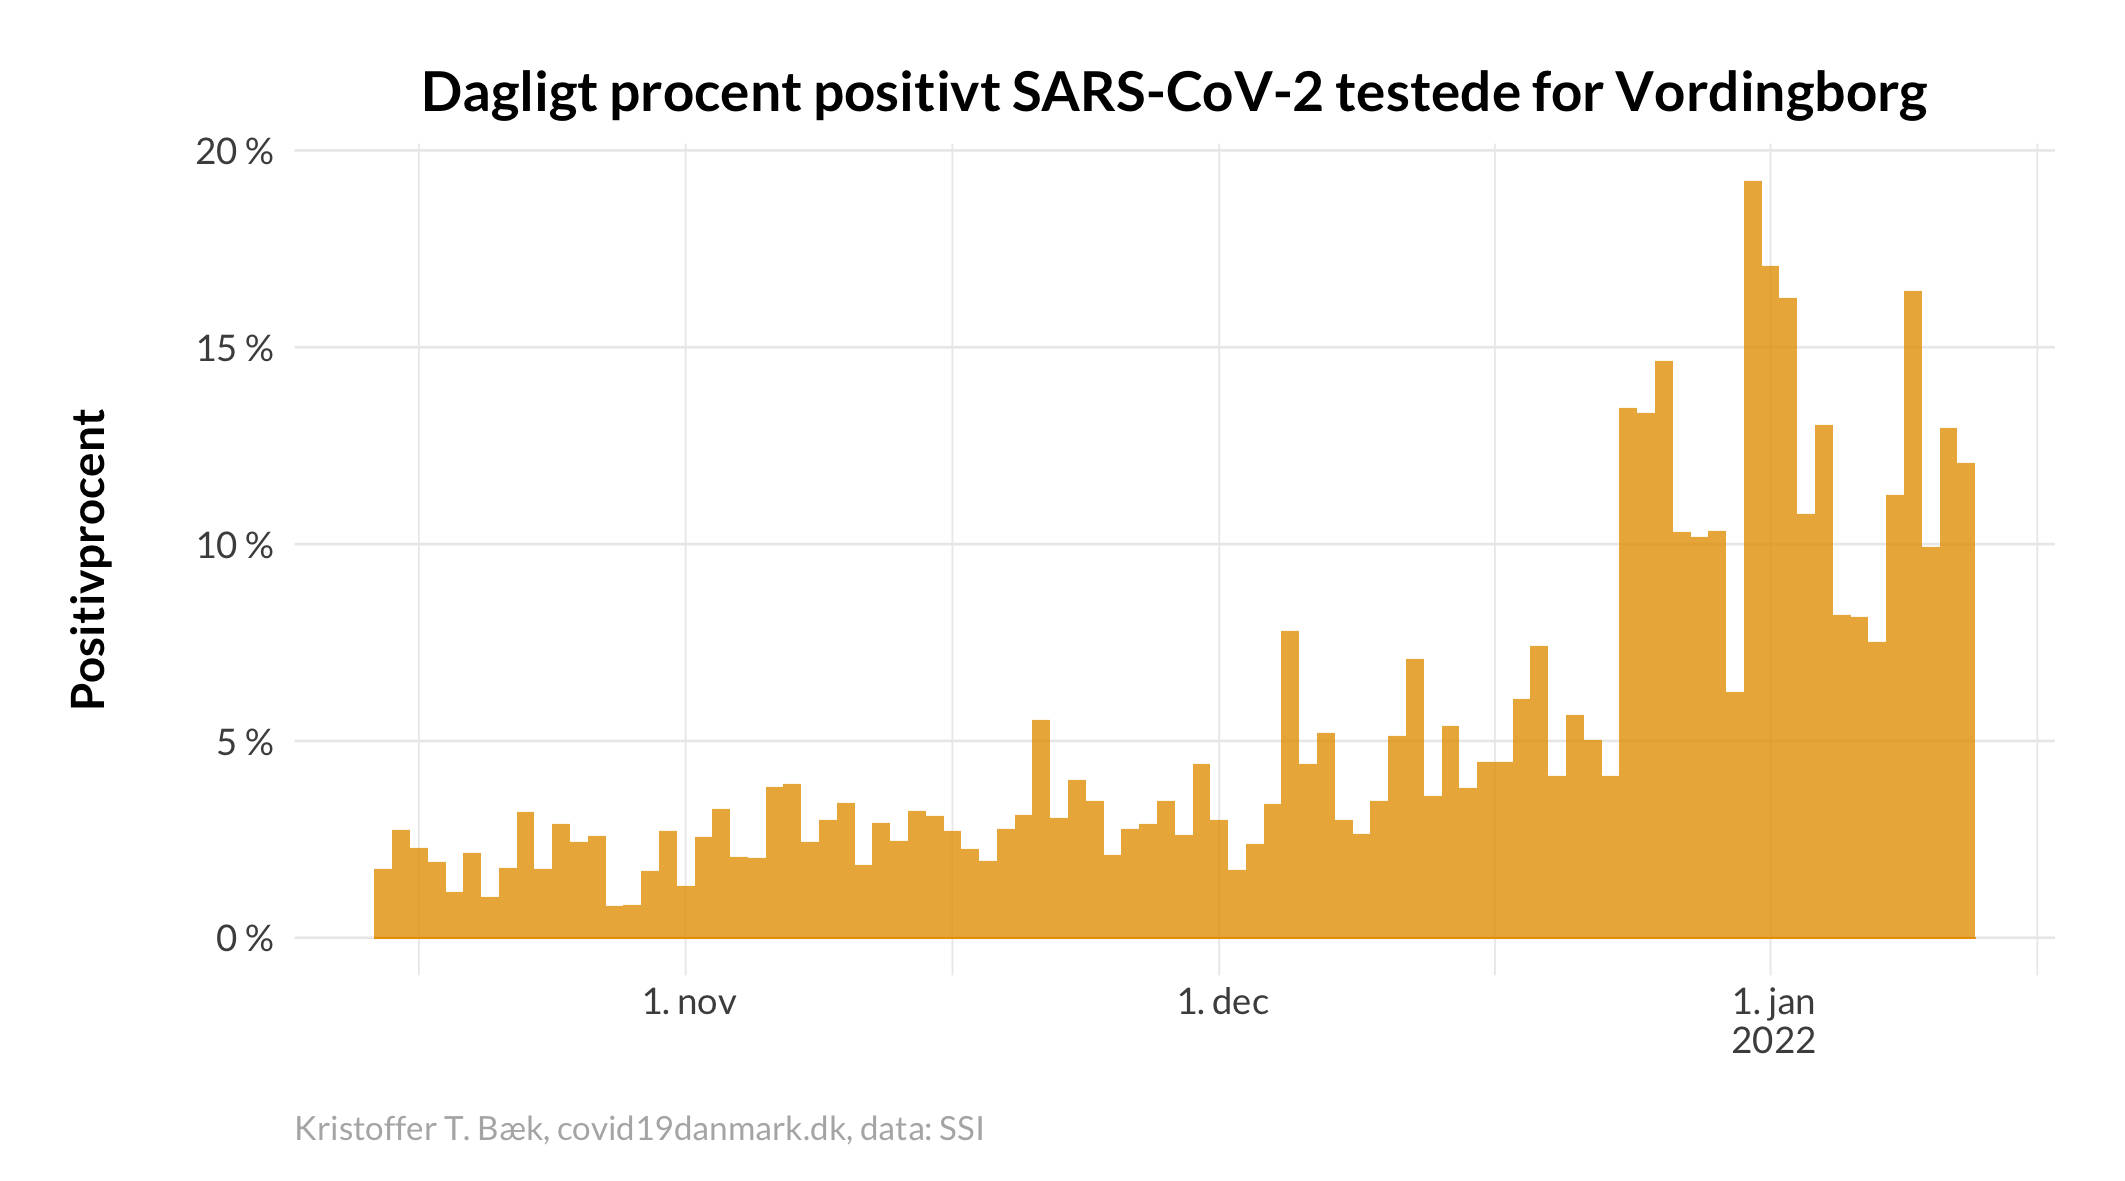 Dagligt procent positivt SARS-CoV-2 testede for Vordingborg
Positivprocent
20 %
15 %
10 %
5 %
0 %
1. nov
1. dec
1. jan
2022
Kristoffer T. Bæk, covid19danmark.dk, data: SSI